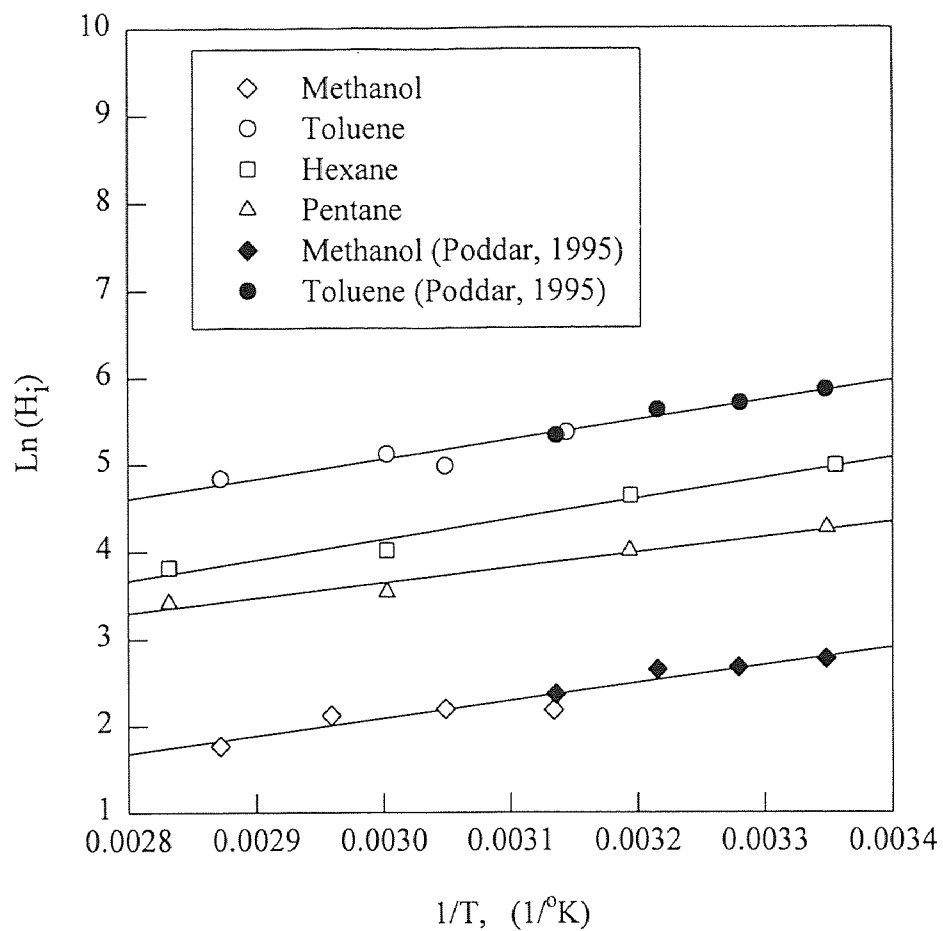 10
9
8
7
6
5
4
3
2
1
Ln (Hi)
Methanol
Toluene
Hexane
Pentane
Methanol (Poddar, 1995)
Toluene (Poddar, 1995)
0.0028 0.0029 0.0030 0.0031 0.0032 0.0033 0.0034
1/T, (1/°K)